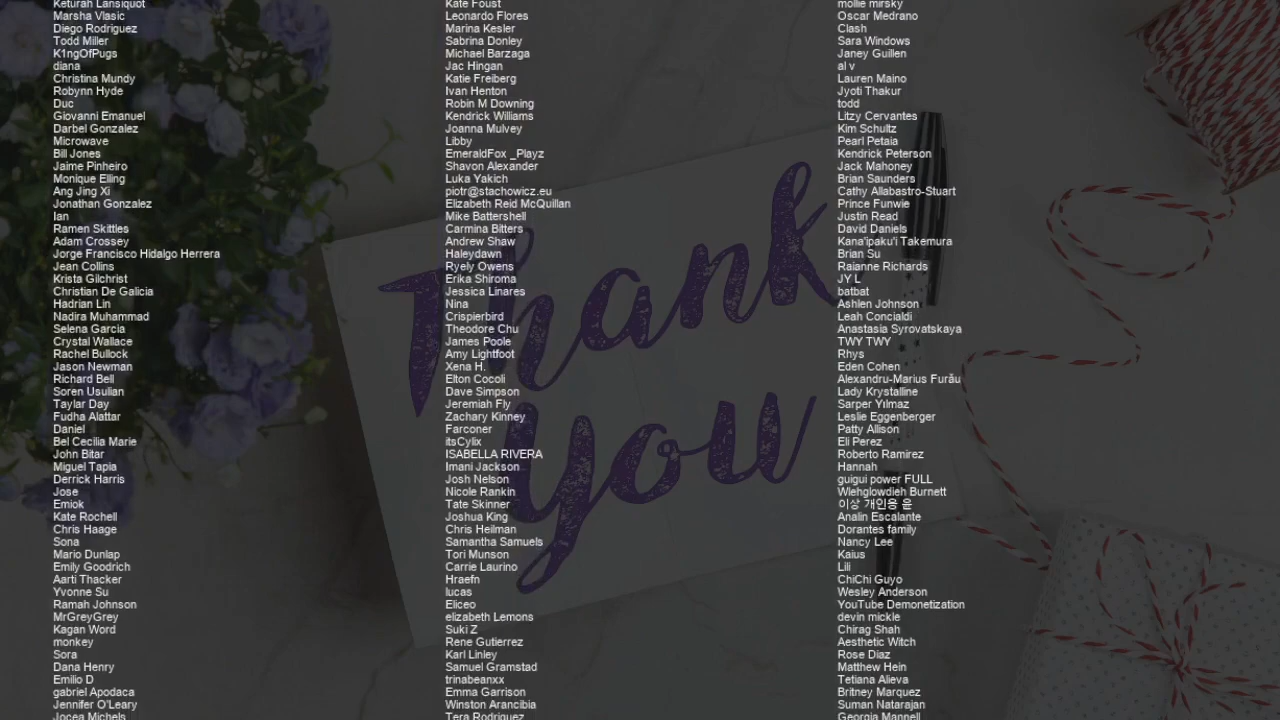 Keturah Lansiquot
Marsha Vlasic
Diego Rodriguez
Todd Miller
K1ngOfPugs
diana
Christina Mundy
Robynn Hyde
Duc
Giovanni Emanuel
Darbel Gonzalez
Microwave
Bill Jones
Jaime Pinheiro
Monique Elling
Ang Jing Xi
Jonathan Gonzalez
Ian
Ramen Skittles
Adam Crossey
Jorge Francisco Hidalgo Herrera
Jean Collins
Krista Gilchrist
Christian De Galicia
Hadrian Lin
Nadira Muhammad
Selena Garcia
Crystal Wallace
Rachel Bullock
Jason Newman
Richard Bell
Soren Usulian
Taylar Day
Fudha Alattar
Daniel
Bel Cecilia Marie
John Bitar
Miguel Tapia
Derrick Harris
Jose
Emiok
Kate Rochell
Chris Haage
Sona
Mario Dunlap
Emily Goodrich
Aarti Thacker
Yvonne Su
Ramah Johnson
MrGreyGrey
Kagan Word
monkey
Sora
Dana Henry
Emilio D
gabriel Apodaca
Jennifer O'Leary
Jocea Michels
Kate Foust
Leonardo Flores
Marina Kesler
Sabrina Donley
Michael Barzaga
Jac Hingan
Katie Freiberg
Ivan Henton
Robin M Downing
Kendrick Williams
Joanna Mulvey
Libby
EmeraldFox _Playz
Shavon Alexander
Luka Yakich
piotr@stachowicz.eu
Elizabeth Reid McQuillan
Mike Battershell
Carmina Bitters
Andrew Shaw
Haleydawn
Ryely Owens
Erika Shiroma
Jessica Linares
Nina
Crispierbird
Theodore Chu
James Poole
Amy Lightfoot
Xena H.
Elton Cocoli
Dave Simpson
Jeremiah Fly
Zachary Kinney
Farconer
itsCylix
ISABELLA RIVERA
Imani Jackson
Josh Nelson
Nicole Rankin
Tate Skinner
Joshua King
Chris Heilman
Samantha Samuels
Tori Munson
Carrie Laurino
Hraefn
lucas
Eliceo
elizabeth Lemons
Suki Z
Rene Gutierrez
Karl Linley
Samuel Gramstad
trinabeanxx
Emma Garrison
Winston Arancibia
Tera Rodriguez
mollie mirsky
Oscar Medrano
Clash
Sara Windows
Janey Guillen
al v
Lauren Maino
Jyoti Thakur
todd
Litzy Cervantes
Kim Schultz
Pearl Petaia
Kendrick Peterson
Jack Mahoney
Brian Saunders
Cathy Allabastro-Stuart
Prince Funwie
Justin Read
David Daniels
Kana'ipaku'i Takemura
Brian Su
Raianne Richards
JY L
batbat
Ashlen Johnson
Leah Concialdi
Anastasia Syrovatskaya
TWY TWY
Rhys
Eden Cohen
Alexandru-Marius Furău
Lady Krystalline
Sarper Yılmaz
Leslie Eggenberger
Patty Allison
Eli Perez
Roberto Ramirez
Hannah
guigui power FULL
Wlehglowdieh Burnett
이상 개인용 윤
Analin Escalante
Dorantes family
Nancy Lee
Kaius
Lili
ChiChi Guyo
Wesley Anderson
YouTube Demonetization
devin mickle
Chirag Shah
Aesthetic Witch
Rose Diaz
Matthew Hein
Tetiana Alieva
Britney Marquez
Suman Natarajan
Georgia Mannell
Thank
you